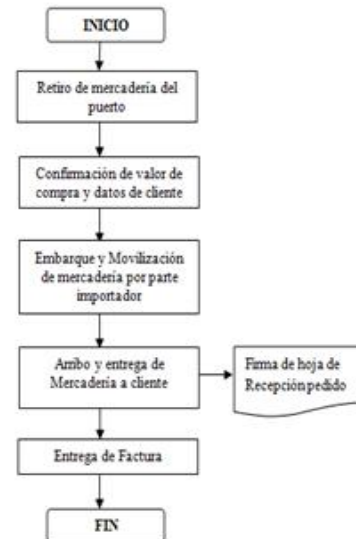 INICIO
Retiro de mercadería del
puerto
Confirmación de valor de
compra y datos de cliente
Embarque y Movilización
de mercadería por parte
importador
Arribo y entrega de
Mercadería a cliente
Firma de hoja de
Recepción pedido
Entrega de Factura
FIN